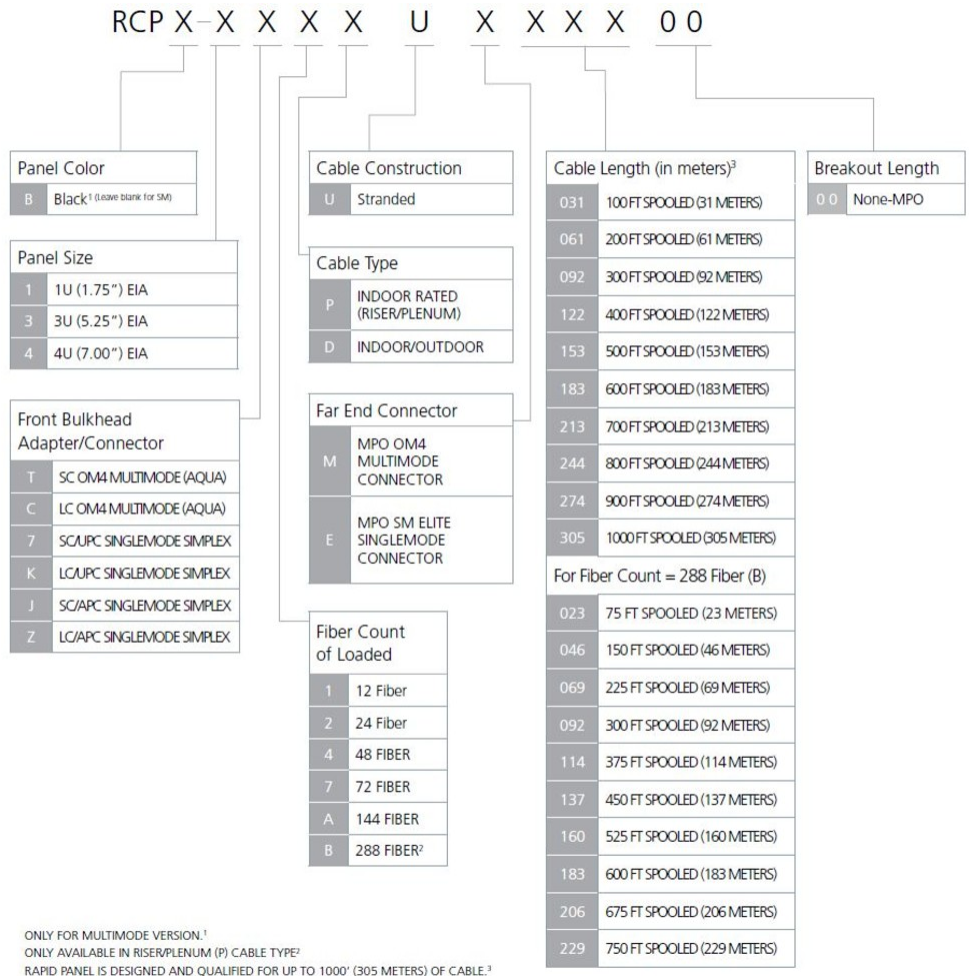 RCP X-X X X X U X X X X 0 0
Panel Color
B Black¹ (Leave blank for SM)
Panel Size
1 1U (1.75”) EIA
3 3U (5.25”) EIA
4 4U (7.00”) EIA
Front Bulkhead
Adapter/Connector
T SC OM4 MULTIMODE (AQUA)
C LC OM4 MULTIMODE (AQUA)
7 SC/UPC SINGLEMODE SIMPLEX
K LC/UPC SINGLEMODE SIMPLEX
J SC/APC SINGLEMODE SIMPLEX
Z LC/APC SINGLEMODE SIMPLEX
Cable Construction
U Stranded
Cable Type
P INDOOR RATED
(RISER/PLENUM)
D INDOOR/OUTDOOR
Far End Connector
M MPO OM4
MULTIMODE
CONNECTOR
E MPO SM ELITE
SINGLEMODE
CONNECTOR
Fiber Count
of Loaded
1 12 Fiber
2 24 Fiber
4 48 FIBER
7 72 FIBER
A 144 FIBER
B 288 FIBER²
Cable Length (in meters)³
031 100 FT SPOOLED (31 METERS)
061 200 FT SPOOLED (61 METERS)
092 300 FT SPOOLED (92 METERS)
122 400 FT SPOOLED (122 METERS)
153 500 FT SPOOLED (153 METERS)
183 600 FT SPOOLED (183 METERS)
213 700 FT SPOOLED (213 METERS)
244 800 FT SPOOLED (244 METERS)
274 900 FT SPOOLED (274 METERS)
305 1000 FT SPOOLED (305 METERS)
For Fiber Count = 288 Fiber (B)
023 75 FT SPOOLED (23 METERS)
046 150 FT SPOOLED (46 METERS)
069 225 FT SPOOLED (69 METERS)
092 300 FT SPOOLED (92 METERS)
114 375 FT SPOOLED (114 METERS)
137 450 FT SPOOLED (137 METERS)
160 525 FT SPOOLED (160 METERS)
183 600 FT SPOOLED (183 METERS)
206 675 FT SPOOLED (206 METERS)
229 750 FT SPOOLED (229 METERS)
Breakout Length
0 0 None-MPO
ONLY FOR MULTIMODE VERSION.¹
ONLY AVAILABLE IN RISER/PLENUM (P) CABLE TYPE²
RAPID PANEL IS DESIGNED AND QUALIFIED FOR UP TO 1000’ (305 METERS) OF CABLE.³